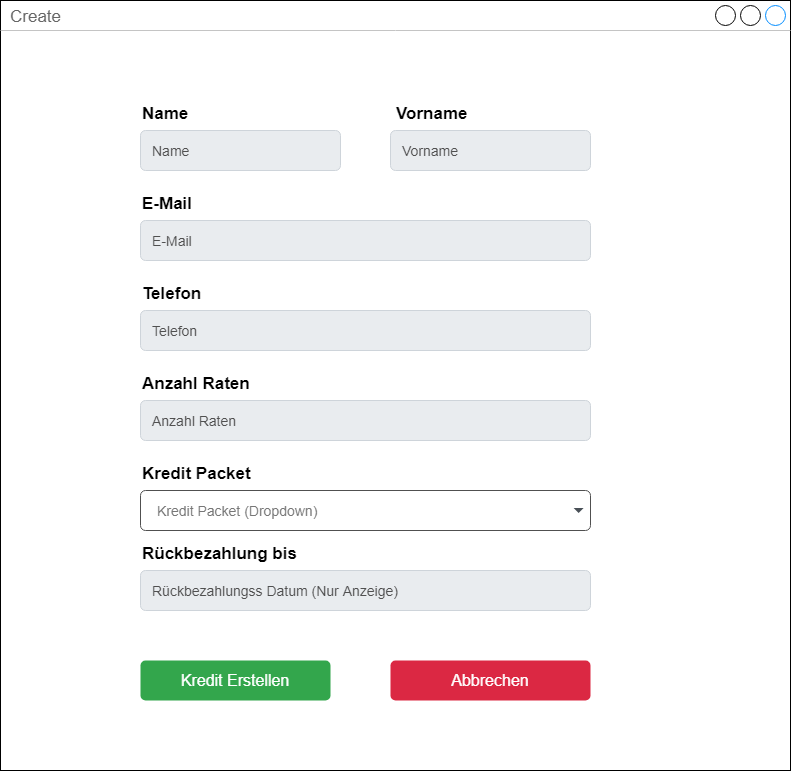 Create
Name Vorname
Name Vorname
E-Mail
E-Mail
Telefon
Telefon
Anzahl Raten
Anzahl Raten
Kredit Packet
Kredit Packet (Dropdown)
Rückbezahlung bis
Rückbezahlungss Datum (Nur Anzeige)
Kredit Erstellen Abbrechen